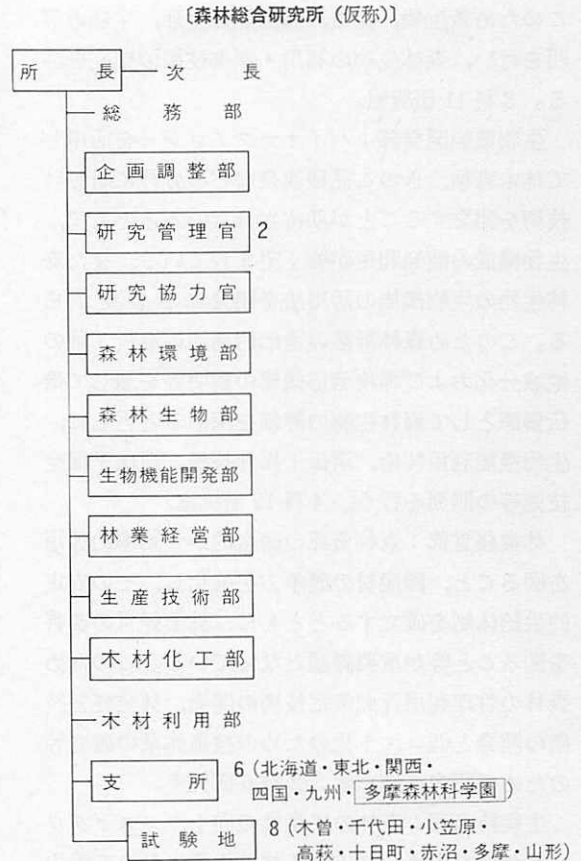 〔森林総合研究所（仮称）〕
所長 次長
総務部
企画調整部
研究管理官 2
研究協力官
森林環境部
森林生物部
生物機能開発部
林業経営部
生産技術部
木材化工部
木材利用部
支所 6（北海道・東北・関西・
四国・九州・多摩森林科学園）
試験地 8（木曽・千代田・小笠原・
高萩・十日町・赤沼・多摩・山形）